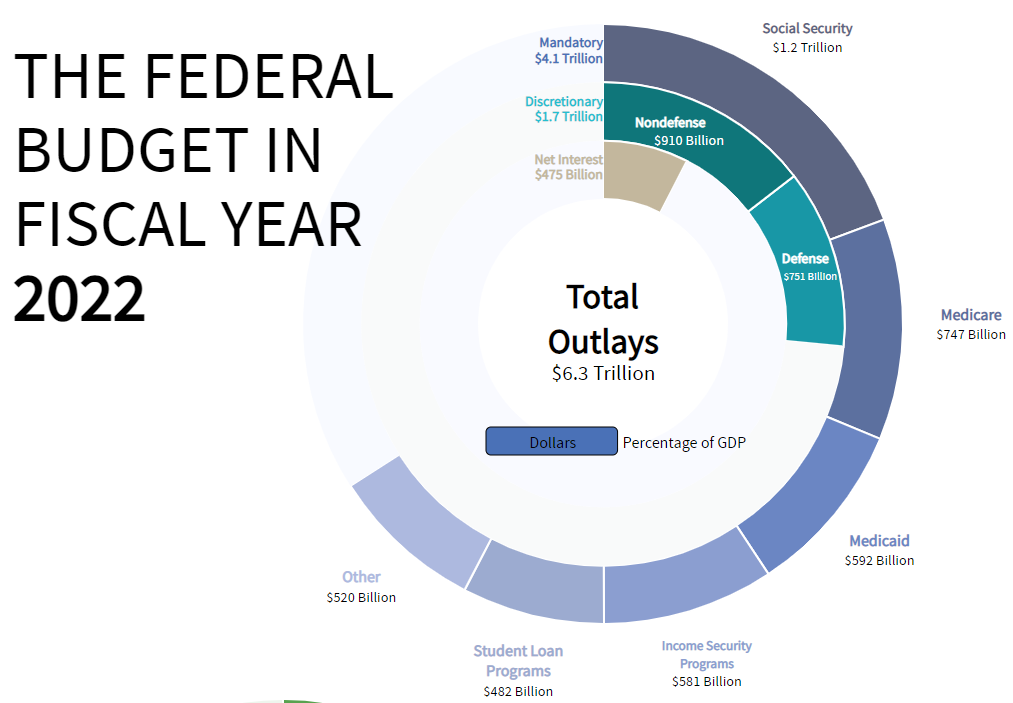 THE FEDERAL
BUDGET IN
FISCAL YEAR
2022
Mandatory
$4.1 Trillion
Discretionary
$1.7 Trillion
Net Interest
$475 Billion
Social Security
$1.2 Trillion
Nondefense
$910 Billion
Defense
$751 Billion
Medicare
$747 Billion
Total
Outlays
$6.3 Trillion
Dollars
Percentage of GDP
Medicaid
$592 Billion
Income Security
Programs
$581 Billion
Student Loan
Programs
$482 Billion
Other
$520 Billion